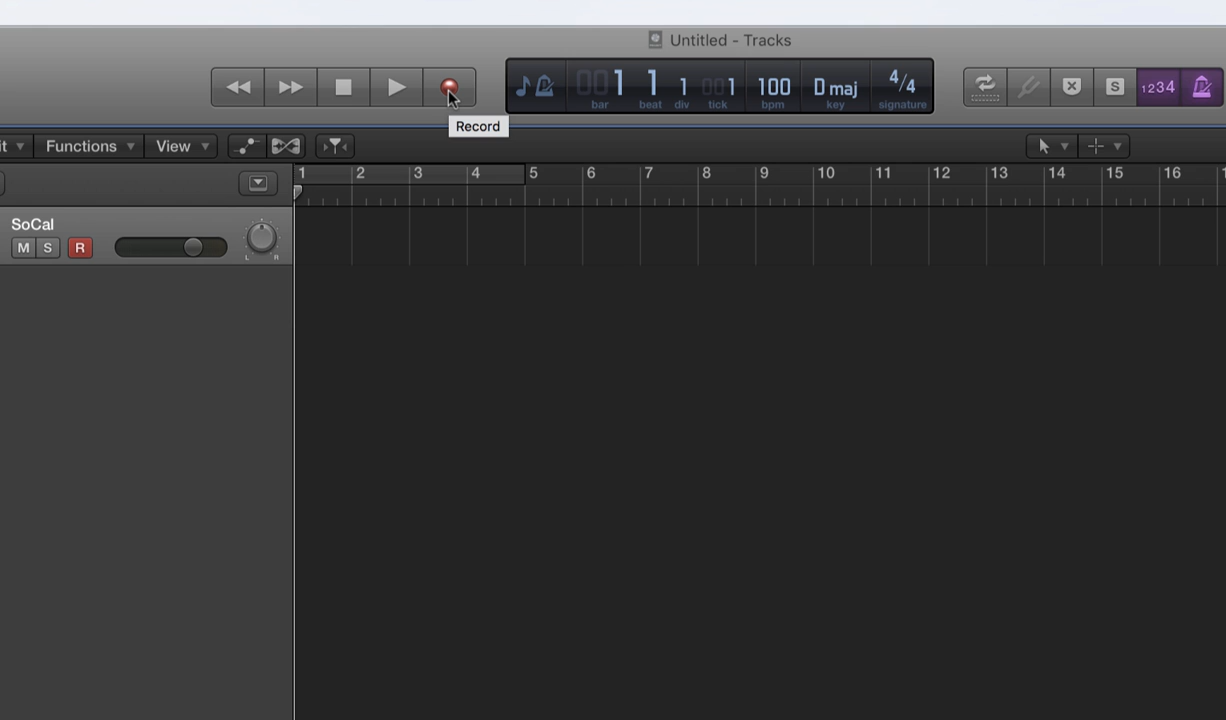 Untitled - Tracks
001 1 1 001 100 D maj 4/4
bar beat div tick bpm key signature
S 1234
Record
it Functions View
1 2 3 4 5 6 7 8 9 10 11 12 13 14 15 16 1
SoCal
M S R
L R